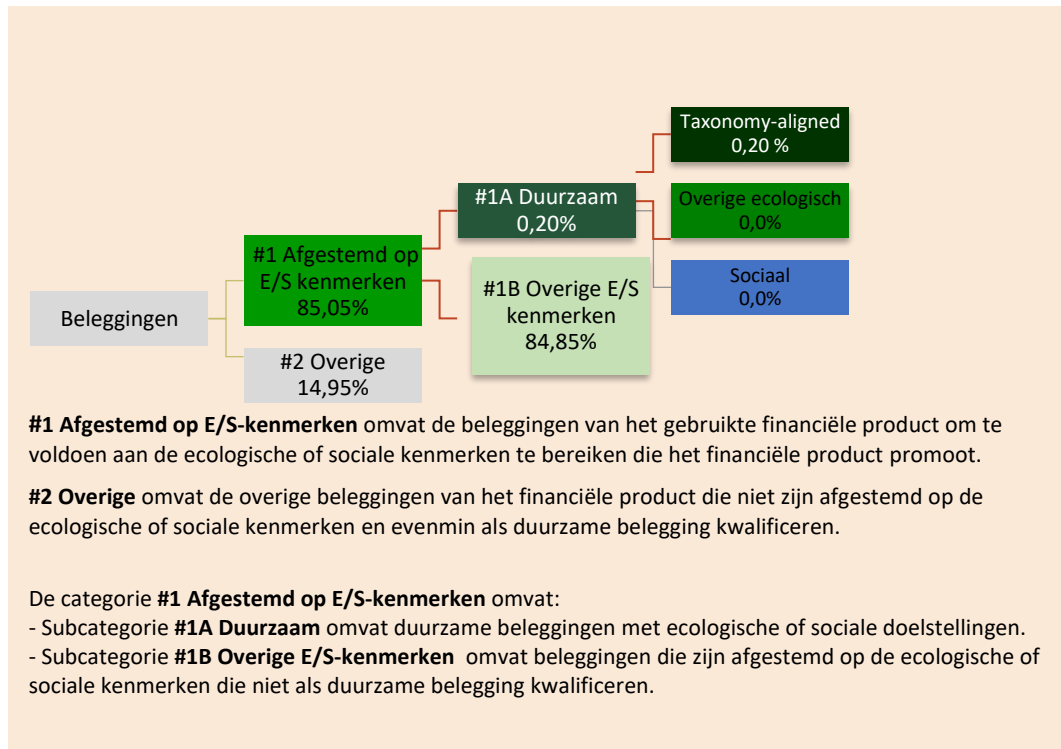 Taxonomy-aligned
0,20 %
#1A Duurzaam
0,20%
Overige ecologisch
0,0%
#1 Afgestemd op
E/S kenmerken
85,05%
#1B Overige E/S
kenmerken
84,85%
Sociaal
0,0%
Beleggingen
#2 Overige
14,95%
#1 Afgestemd op E/S-kenmerken omvat de beleggingen van het gebruikte financiële product om te
voldoen aan de ecologische of sociale kenmerken te bereiken die het financiële product promoot.
#2 Overige omvat de overige beleggingen van het financiële product die niet zijn afgestemd op de
ecologische of sociale kenmerken en evenmin als duurzame belegging kwalificeren.
De categorie #1 Afgestemd op E/S-kenmerken omvat:
- Subcategorie #1A Duurzaam omvat duurzame beleggingen met ecologische of sociale doelstellingen.
- Subcategorie #1B Overige E/S-kenmerken omvat beleggingen die zijn afgestemd op de ecologische of
sociale kenmerken die niet als duurzame belegging kwalificeren.